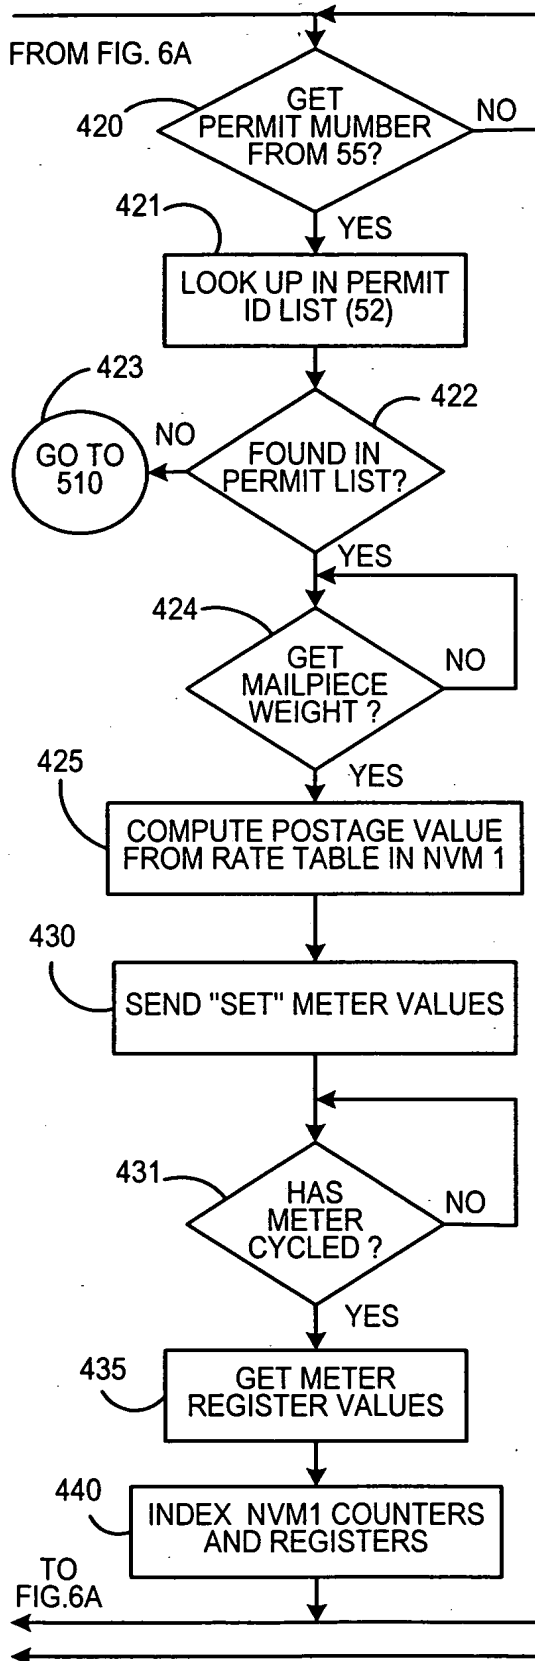 FROM FIG. 6A
420
GET
PERMIT MUMBER
FROM 55?
NO
YES
421
LOOK UP IN PERMIT
ID LIST (52)
423
GO TO
510
NO
422
FOUND IN
PERMIT LIST?
YES
424
GET
MAILPIECE
WEIGHT ?
NO
YES
425
COMPUTE POSTAGE VALUE
FROM RATE TABLE IN NVM 1
430
SEND "SET" METER VALUES
431
HAS
METER
CYCLED ?
NO
YES
435
GET METER
REGISTER VALUES
440
INDEX NVM1 COUNTERS
AND REGISTERS
TO
FIG.6A